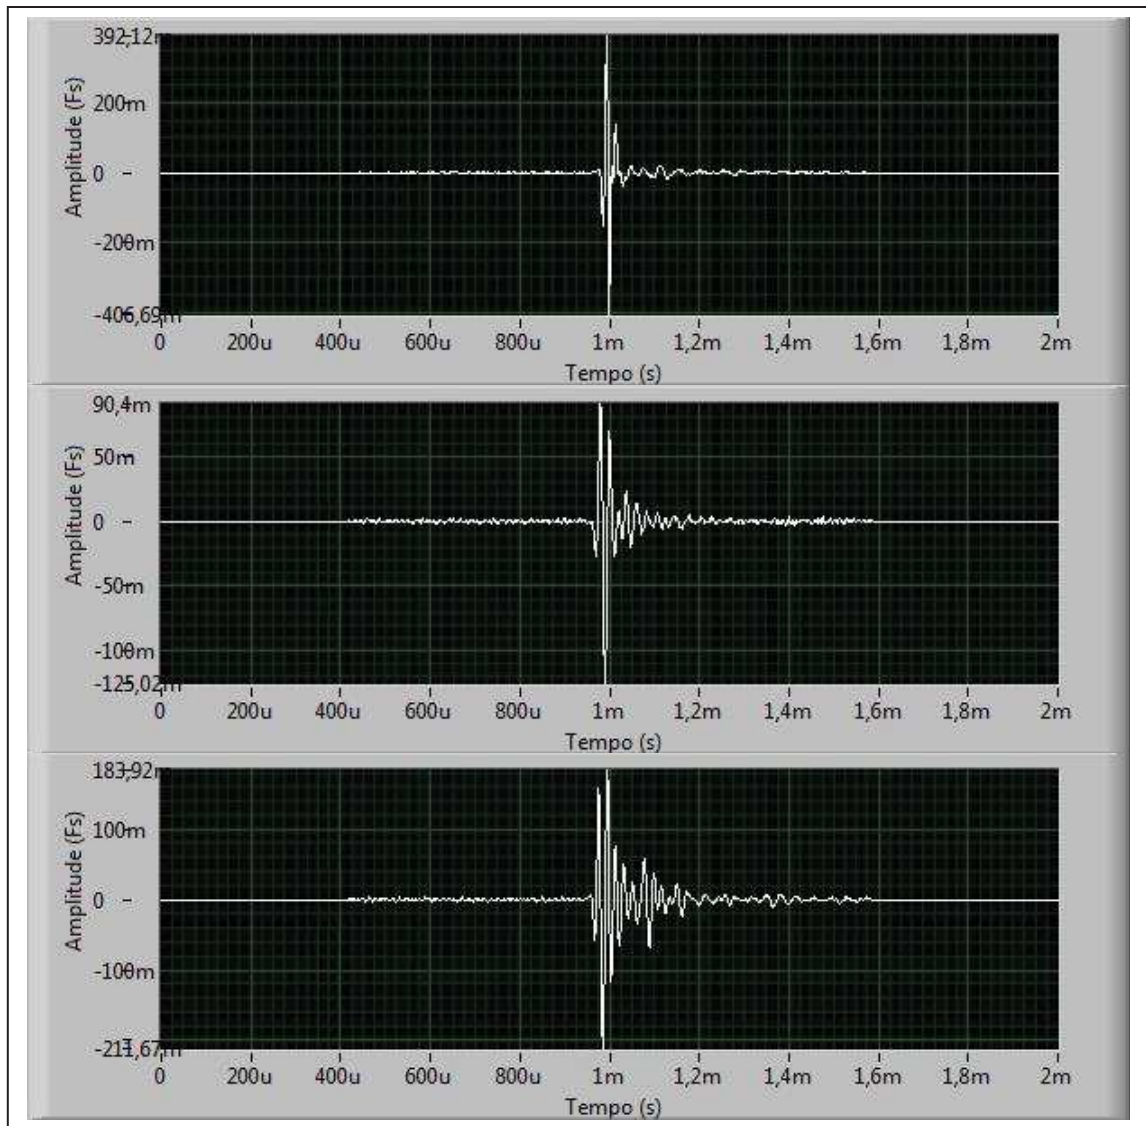 Amplitude (Fs)
392,12m
200m
0
-200m
-406,69m
0 200u 400u 600u 800u 1m 1,2m 1,4m 1,6m 1,8m 2m
Tempo (s)
Amplitude (Fs)
90,4m
50m
0
-50m
-100m
-125,02m
0 200u 400u 600u 800u 1m 1,2m 1,4m 1,6m 1,8m 2m
Tempo (s)
Amplitude (Fs)
183,92m
100m
0
-100m
-211,67m
0 200u 400u 600u 800u 1m 1,2m 1,4m 1,6m 1,8m 2m
Tempo (s)